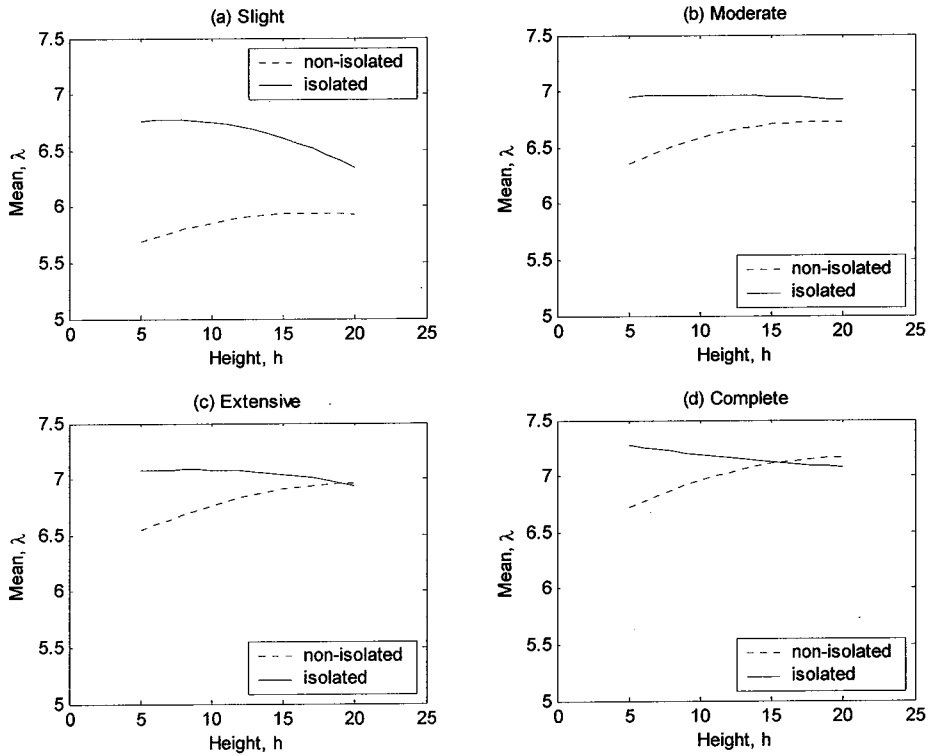 (a) Slight
7.5
7
6.5
6
5.5
5
Mean, λ
0 5 10 15 20 25
Height, h
non-isolated
isolated
(b) Moderate
7.5
7
6.5
6
5.5
5
Mean, λ
0 5 10 15 20 25
Height, h
non-isolated
isolated
(c) Extensive
7.5
7
6.5
6
5.5
5
Mean, λ
0 5 10 15 20 25
Height, h
non-isolated
isolated
(d) Complete
7.5
7
6.5
6
5.5
5
Mean, λ
0 5 10 15 20 25
Height, h
non-isolated
isolated